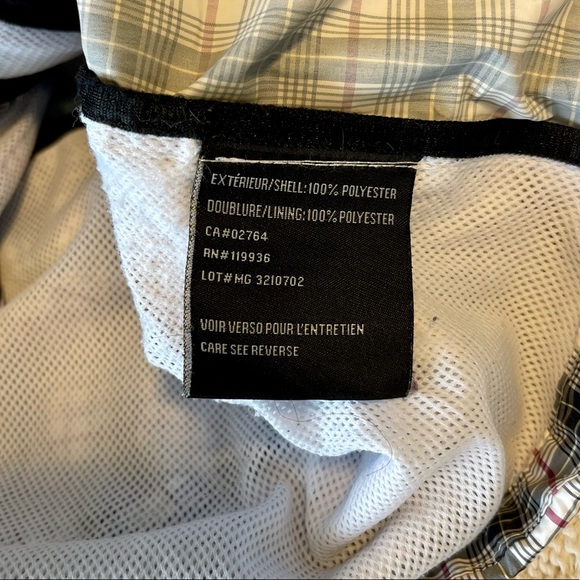 EXTÉRIEUR/SHELL:100% POLYESTER
DOUBLURE/LINING:100% POLYESTER
CA#02764
RN#119936
LOT# MG 3210702
VOIR VERSO POUR L'ENTRETIEN
CARE SEE REVERSE